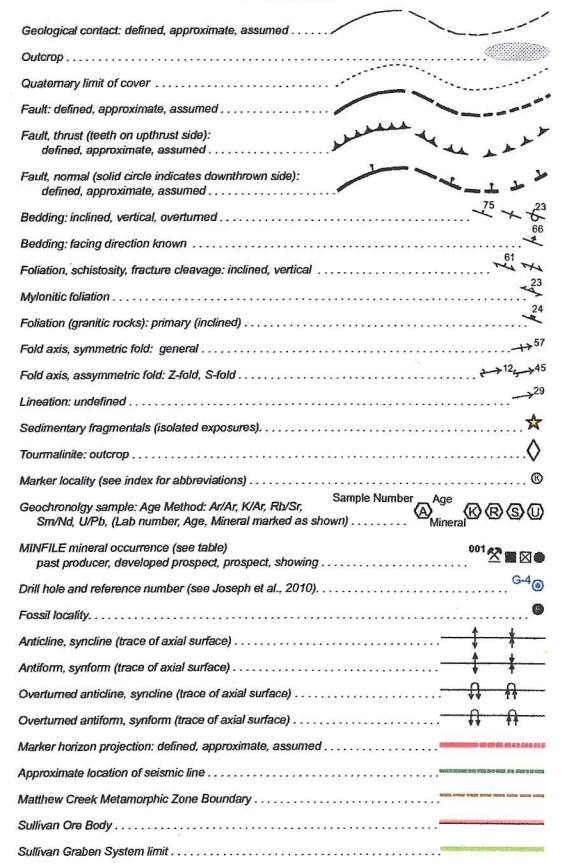 Geological contact: defined, approximate, assumed
Outcrop
Quaternary limit of cover
Fault: defined, approximate, assumed
Fault, thrust (teeth on upthrust side):
defined, approximate, assumed
Fault, normal (solid circle indicates downthrown side):
defined, approximate, assumed
Bedding: inclined, vertical, overturned 75 23
Bedding: facing direction known 66
Foliation, schistosity, fracture cleavage: inclined, vertical 61
Mylonitic foliation 23
Foliation (granitic rocks): primary (inclined) 24
Fold axis, symmetric fold: general 57
Fold axis, assymmetric fold: Z-fold, S-fold 12 45
Lineation: undefined 29
Sedimentary fragmentals (isolated exposures).
Tourmalinite: outcrop
Marker locality (see index for abbreviations) K
Sample Number Age
Geochronolgy sample: Age Method: Ar/Ar, K/Ar, Rb/Sr, A K R S U
Sm/Nd, U/Pb, (Lab number, Age, Mineral marked as shown) Mineral
MINFILE mineral occurrence (see table) 001
past producer, developed prospect, prospect, showing
Drill hole and reference number (see Joseph et al., 2010). G-4
Fossil locality. F
Anticline, syncline (trace of axial surface)
Antiform, synform (trace of axial surface)
Overturned anticline, syncline (trace of axial surface)
Overturned antiform, synform (trace of axial surface)
Marker horizon projection: defined, approximate, assumed
Approximate location of seismic line
Matthew Creek Metamorphic Zone Boundary
Sullivan Ore Body
Sullivan Graben System limit